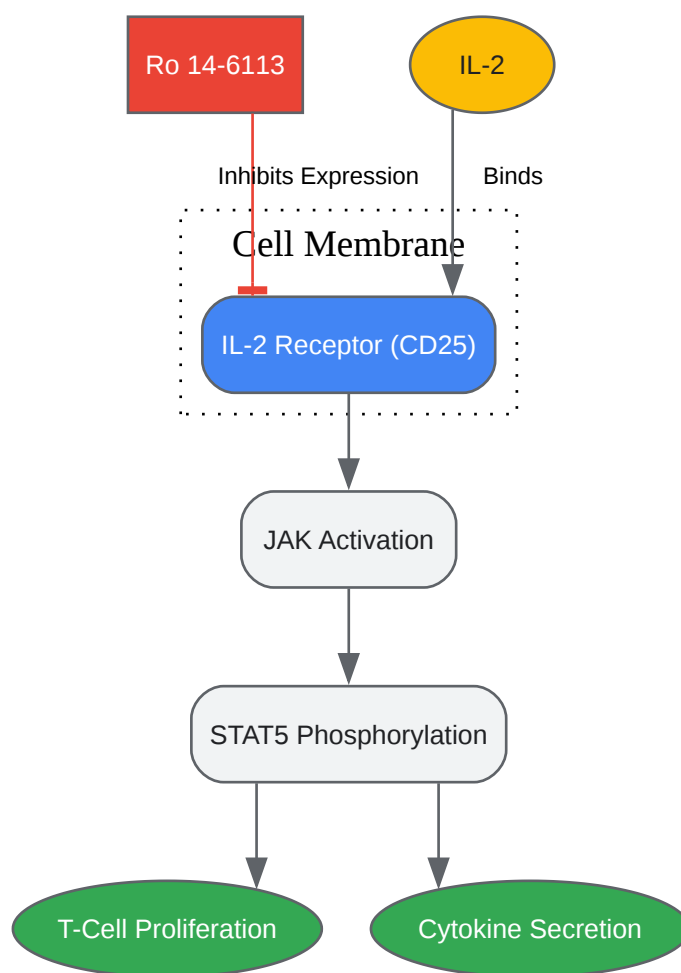 Ro 14-6113
IL-2
Inhibits Expression
Binds
Cell Membrane
IL-2 Receptor (CD25)
JAK Activation
STAT5 Phosphorylation
T-Cell Proliferation
Cytokine Secretion